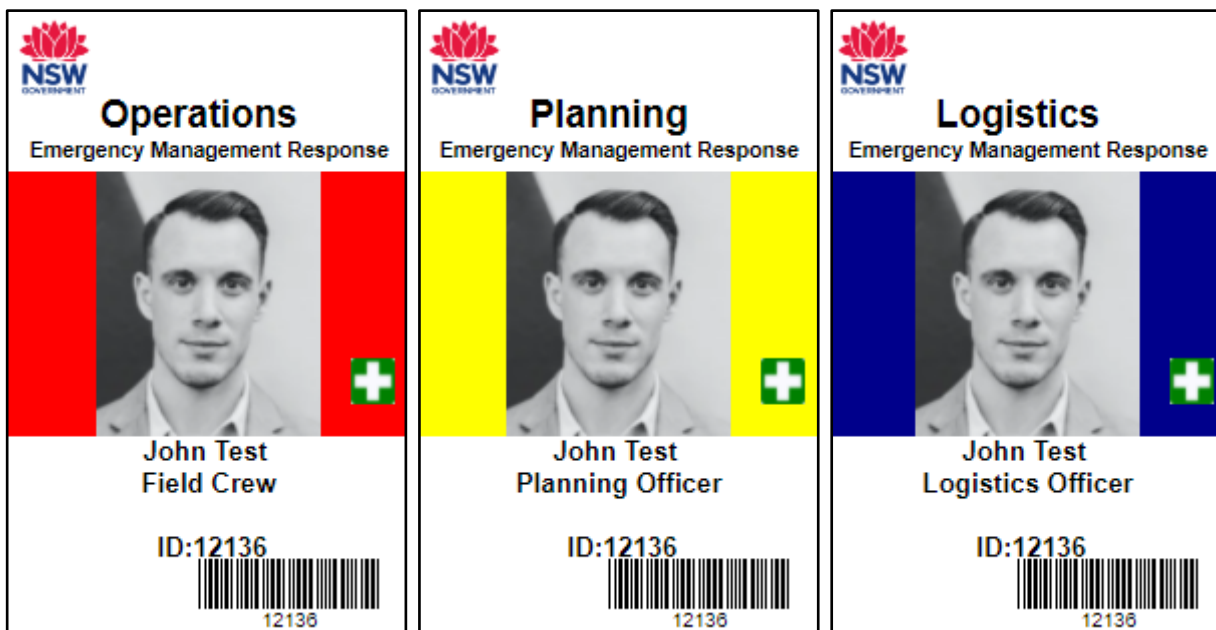 NSW
GOVERNMENT
Operations
Emergency Management Response
John Test
Field Crew
ID:12136
12136
NSW
GOVERNMENT
Planning
Emergency Management Response
John Test
Planning Officer
ID:12136
12136
NSW
GOVERNMENT
Logistics
Emergency Management Response
John Test
Logistics Officer
ID:12136
12136